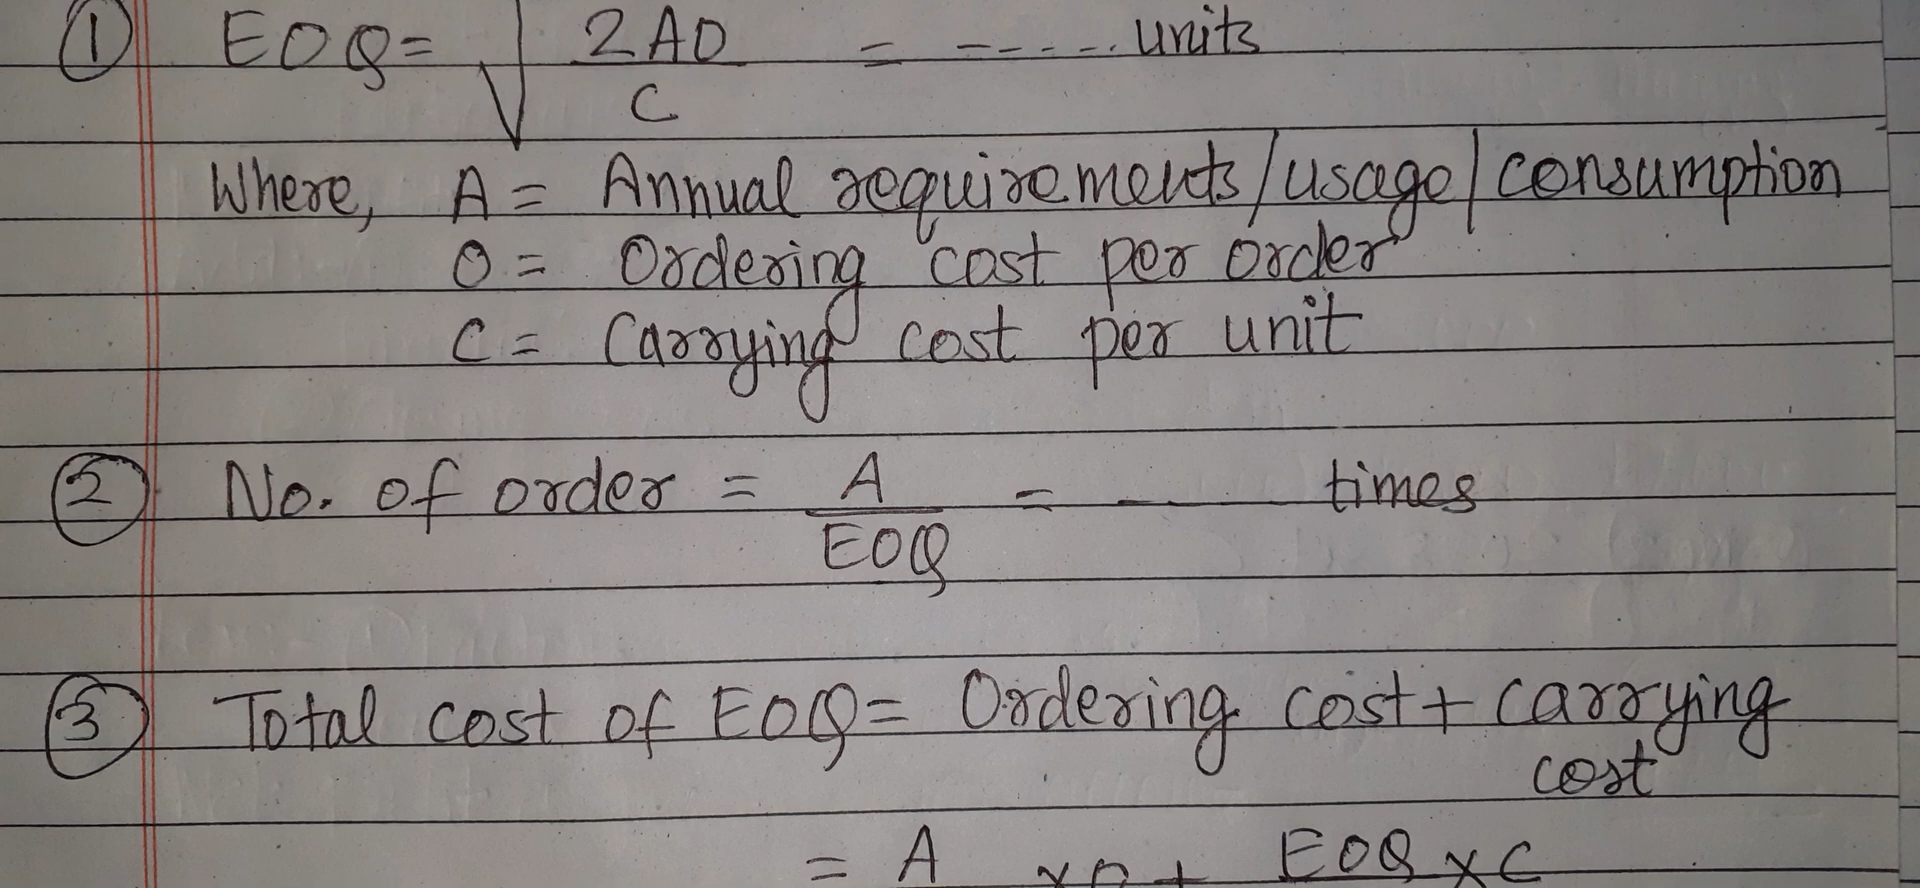 ① EOQ = √ 2AO / C = ----- units
Where, A = Annual requirements/usage/consumption
O = Ordering cost per order
C = Carrying cost per unit
② No. of order = A / EOQ = —— times
③ Total cost of EOQ = Ordering cost + carrying
cost
= A × O + EOQ × C